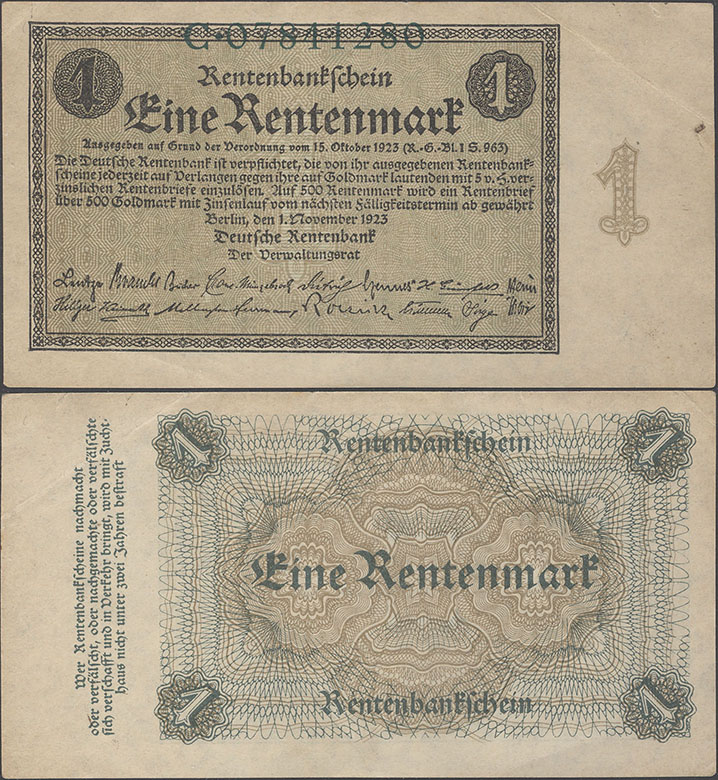 C·07841280
1 1
Rentenbankschein
Eine Rentenmark
Ausgegeben auf Grund der Verordnung vom 15. Oktober 1923 (R.-G.-Bl. I S. 963)
Die Deutsche Rentenbank ist verpflichtet, die von ihr ausgegebenen Rentenbank-
scheine jederzeit auf Verlangen gegen ihre auf Goldmark lautenden mit 5 v. H. ver-
zinslichen Rentenbriefe einzulösen. Auf 500 Rentenmark wird ein Rentenbrief
über 500 Goldmark mit Zinsenlauf vom nächsten Fälligkeitstermin ab gewährt
Berlin, den 1. November 1923
Deutsche Rentenbank
Der Verwaltungsrat
1
Wer Rentenbankscheine nachmacht
oder verfälscht, oder nachgemachte oder verfälschte
sich verschafft und in Verkehr bringt, wird mit Zucht-
haus nicht unter zwei Jahren bestraft
1 1
Rentenbankschein
Eine Rentenmark
Rentenbankschein
1 1